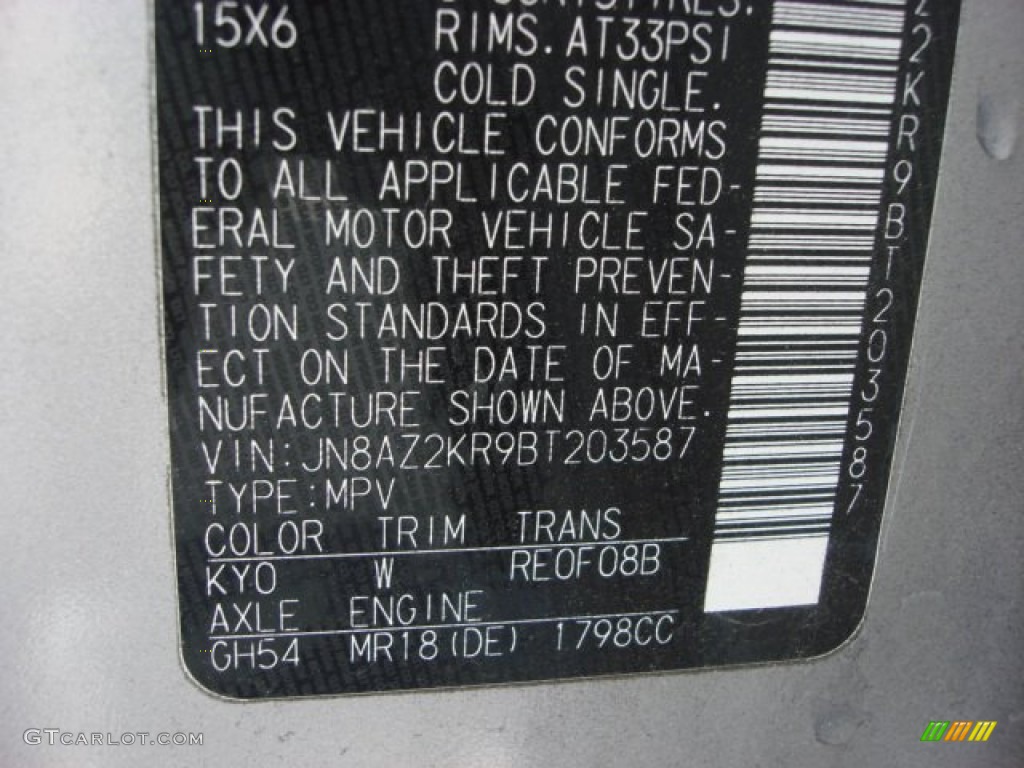 15X6
RIMS. AT33PSI
COLD SINGLE.
THIS VEHICLE CONFORMS
TO ALL APPLICABLE FED-
ERAL MOTOR VEHICLE SA-
FETY AND THEFT PREVEN-
TION STANDARDS IN EFF-
ECT ON THE DATE OF MA-
NUFACTURE SHOWN ABOVE.
VIN:JN8AZ2KR9BT203587
TYPE:MPV
COLOR TRIM TRANS
KYO W RE0F08B
AXLE ENGINE
GH54 MR18(DE) 1798CC
2KR9BT203587
GTCARLOT.COM